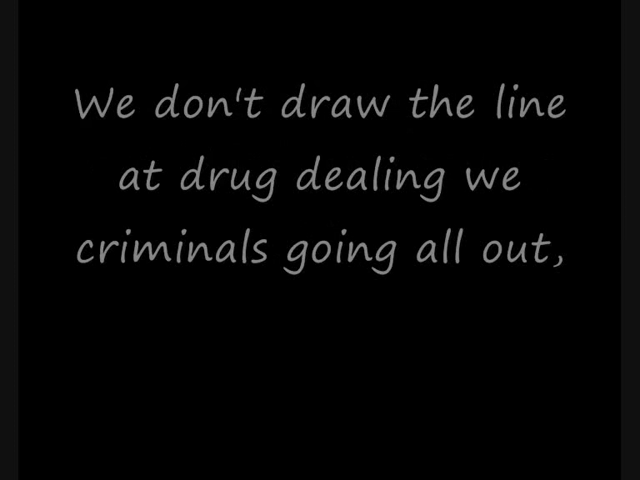 We don't draw the line
at drug dealing we
criminals going all out,